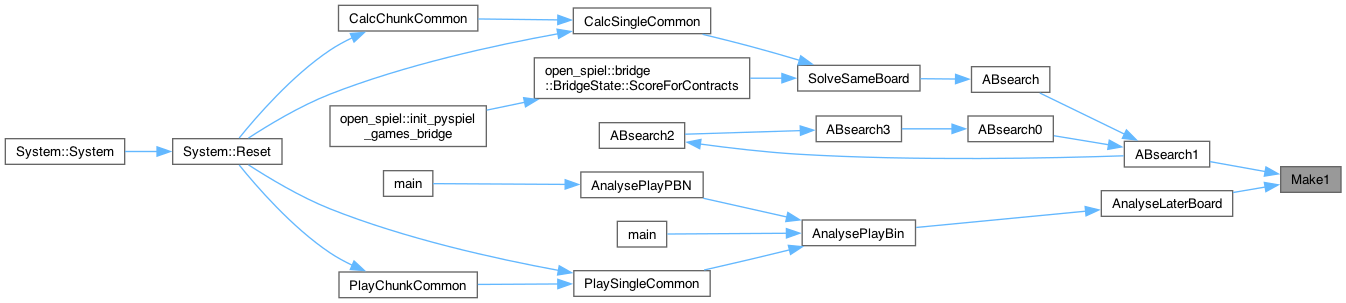 CalcChunkCommon
CalcSingleCommon
open_spiel::bridge
::BridgeState::ScoreForContracts
SolveSameBoard
ABsearch
open_spiel::init_pyspiel
_games_bridge
ABsearch2
ABsearch3
ABsearch0
System::System
System::Reset
ABsearch1
main
AnalysePlayPBN
Make1
AnalyseLaterBoard
main
AnalysePlayBin
PlayChunkCommon
PlaySingleCommon